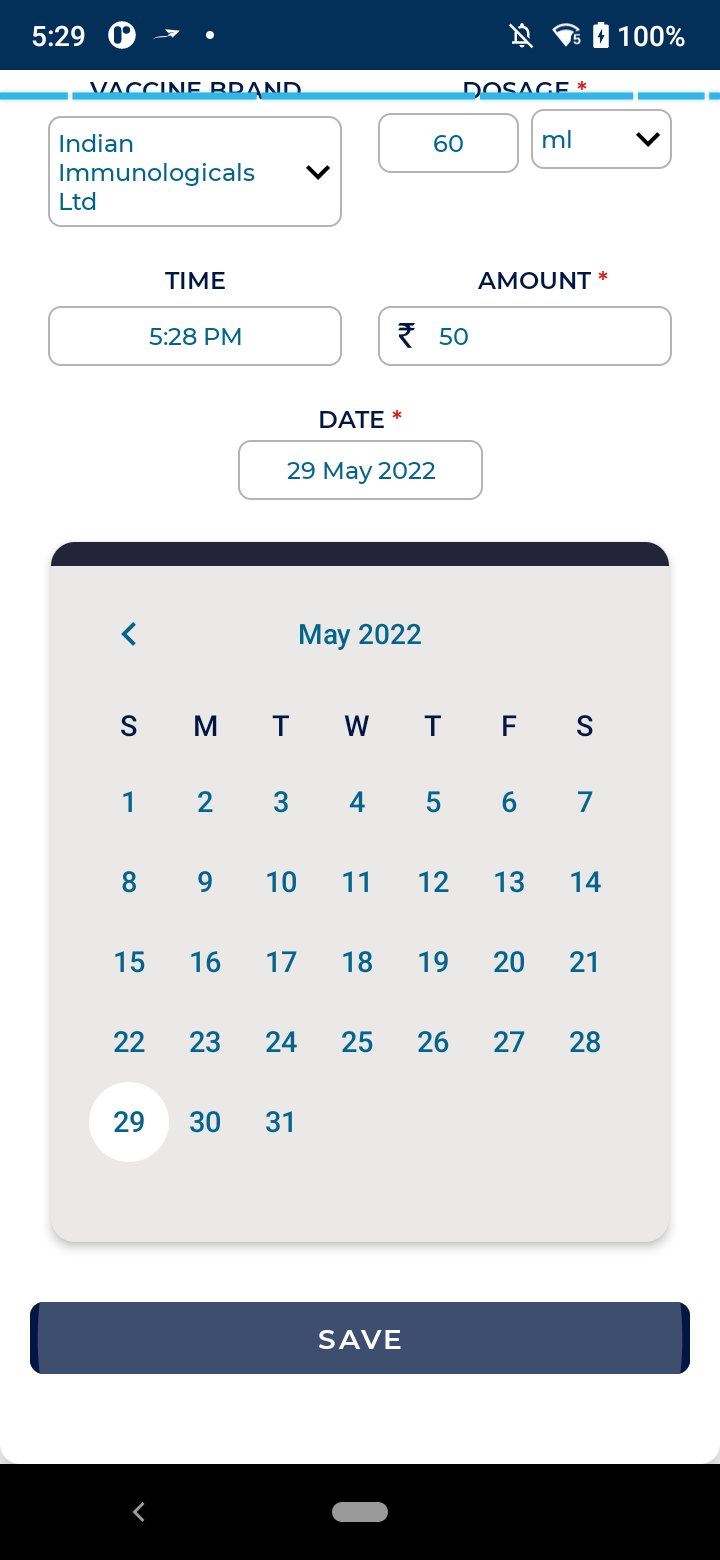 5:29 5 100%
VACCINE BRAND DOSAGE *
Indian
Immunologicals
Ltd
60 ml
TIME AMOUNT *
5:28 PM ₹ 50
DATE *
29 May 2022
May 2022
S M T W T F S
1 2 3 4 5 6 7
8 9 10 11 12 13 14
15 16 17 18 19 20 21
22 23 24 25 26 27 28
29 30 31
SAVE